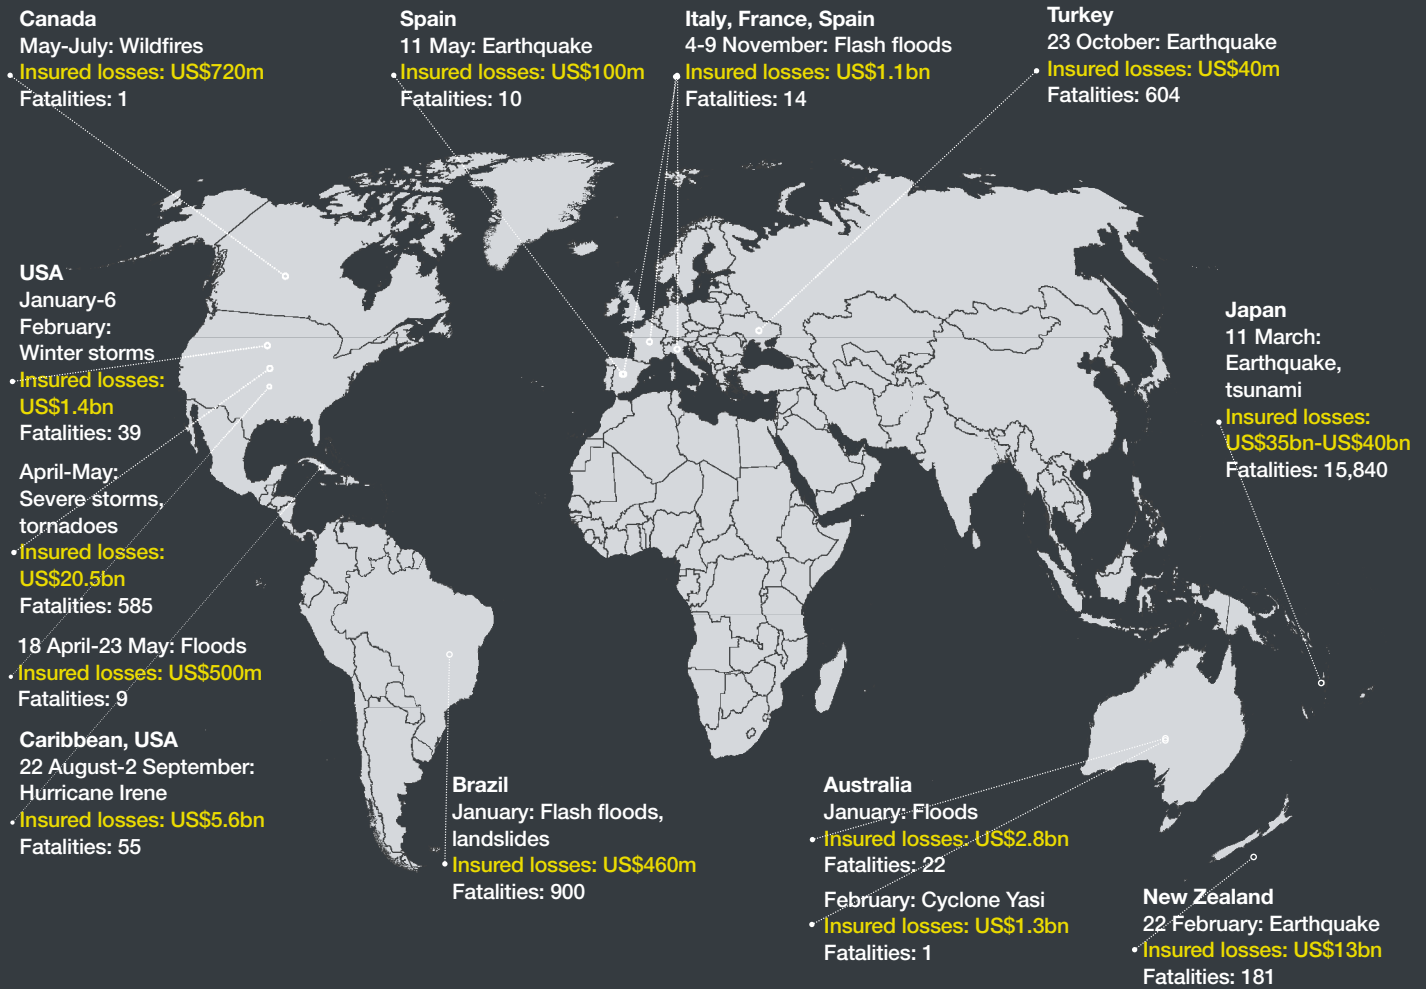 Canada
May-July: Wildfires
Insured losses: US$720m
Fatalities: 1
Spain
11 May: Earthquake
Insured losses: US$100m
Fatalities: 10
Italy, France, Spain
4-9 November: Flash floods
Insured losses: US$1.1bn
Fatalities: 14
Turkey
23 October: Earthquake
Insured losses: US$40m
Fatalities: 604
USA
January-6
February:
Winter storms
Insured losses:
US$1.4bn
Fatalities: 39
April-May:
Severe storms,
tornadoes
Insured losses:
US$20.5bn
Fatalities: 585
18 April-23 May: Floods
Insured losses: US$500m
Fatalities: 9
Caribbean, USA
22 August-2 September:
Hurricane Irene
Insured losses: US$5.6bn
Fatalities: 55
Brazil
January: Flash floods,
landslides
Insured losses: US$460m
Fatalities: 900
Australia
January: Floods
Insured losses: US$2.8bn
Fatalities: 22
February: Cyclone Yasi
Insured losses: US$1.3bn
Fatalities: 1
Japan
11 March:
Earthquake,
tsunami
Insured losses:
US$35bn-US$40bn
Fatalities: 15,840
New Zealand
22 February: Earthquake
Insured losses: US$13bn
Fatalities: 181